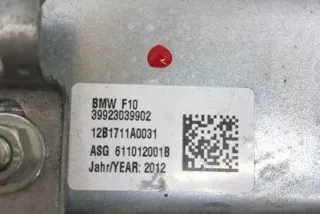 BMW F10
39923039902
12B1711A0031
ASG 611012001B
Jahr/YEAR: 2012